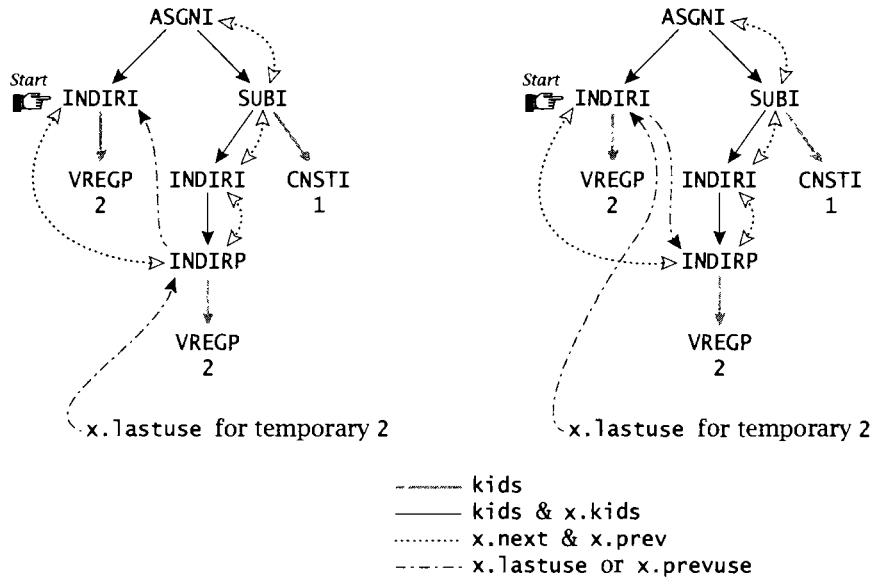 ASGNI
Start
INDIRI SUBI
VREGP INDIRI CNSTI
2 1
INDIRP
VREGP
2
x.lastuse for temporary 2
ASGNI
Start
INDIRI SUBI
VREGP INDIRI CNSTI
2 1
INDIRP
VREGP
2
x.lastuse for temporary 2
kids
kids & x.kids
x.next & x.prev
x.lastuse or x.prevuse